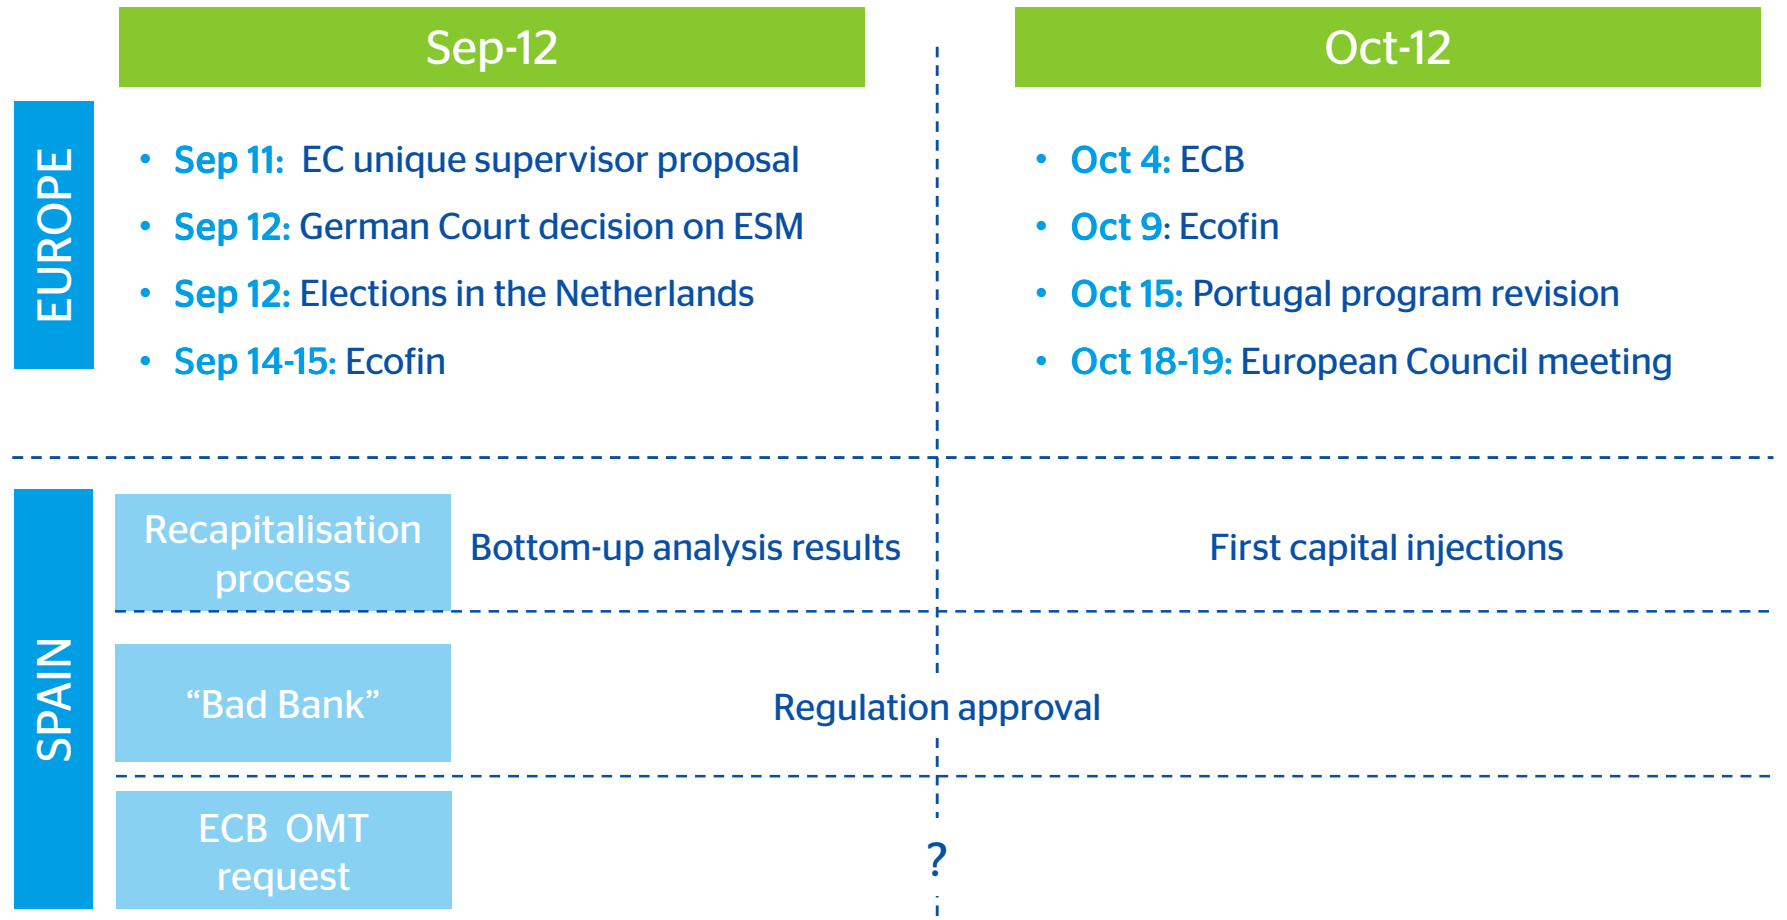 Sep-12
Oct-12
EUROPE
• Sep 11: EC unique supervisor proposal
• Sep 12: German Court decision on ESM
• Sep 12: Elections in the Netherlands
• Sep 14-15: Ecofin
• Oct 4: ECB
• Oct 9: Ecofin
• Oct 15: Portugal program revision
• Oct 18-19: European Council meeting
SPAIN
Recapitalisation
process
Bottom-up analysis results
First capital injections
“Bad Bank”
Regulation approval
ECB OMT
request
?